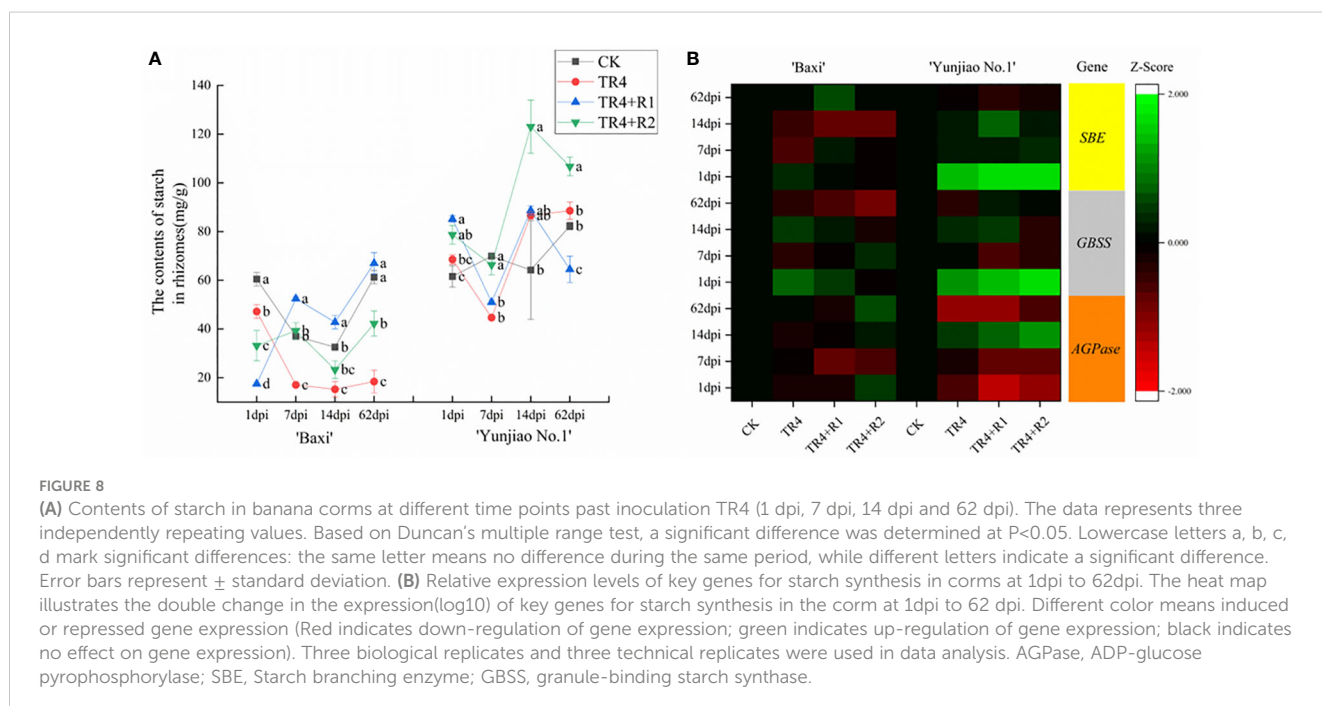 A
CK
TR4
TR4+R1
TR4+R2
140
120
100
80
60
40
20
The contents of starch
in rhizomes(mg/g)
a
b
c
d
a
b
b
c
a
b
bc
c
a
a
b
c
a
ab
bc
c
a
a
b
b
a
ab
ab
b
a
b
b
c
1dpi 7dpi 14dpi 62dpi 1dpi 7dpi 14dpi 62dpi
'Baxi' 'Yunjiao No.1'
B
'Baxi' 'Yunjiao No.1' Gene Z-Score
62dpi
14dpi
7dpi
1dpi
62dpi
14dpi
7dpi
1dpi
62dpi
14dpi
7dpi
1dpi
SBE
GBSS
AGPase
2.000
0.000
-2.000
CK TR4 TR4+R1 TR4+R2 CK TR4 TR4+R1 TR4+R2
FIGURE 8
(A) Contents of starch in banana corms at different time points past inoculation TR4 (1 dpi, 7 dpi, 14 dpi and 62 dpi). The data represents three
independently repeating values. Based on Duncan's multiple range test, a significant difference was determined at P<0.05. Lowercase letters a, b, c,
d mark significant differences: the same letter means no difference during the same period, while different letters indicate a significant difference.
Error bars represent ± standard deviation. (B) Relative expression levels of key genes for starch synthesis in corms at 1dpi to 62dpi. The heat map
illustrates the double change in the expression(log10) of key genes for starch synthesis in the corm at 1dpi to 62 dpi. Different color means induced
or repressed gene expression (Red indicates down-regulation of gene expression; green indicates up-regulation of gene expression; black indicates
no effect on gene expression). Three biological replicates and three technical replicates were used in data analysis. AGPase, ADP-glucose
pyrophosphorylase; SBE, Starch branching enzyme; GBSS, granule-binding starch synthase.